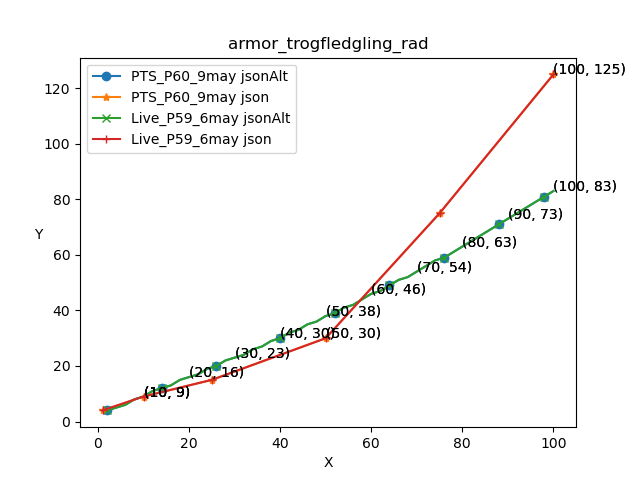 armor_trogfledgling_rad
PTS_P60_9may jsonAlt
PTS_P60_9may json
Live_P59_6may jsonAlt
Live_P59_6may json
(100, 125)
(100, 83)
(90, 73)
(80, 63)
(70, 54)
(60, 46)
(50, 38)
(40, 30)
(50, 30)
(30, 23)
(20, 16)
(10, 9)
Y
120
100
80
60
40
20
0
0 20 40 60 80 100
X